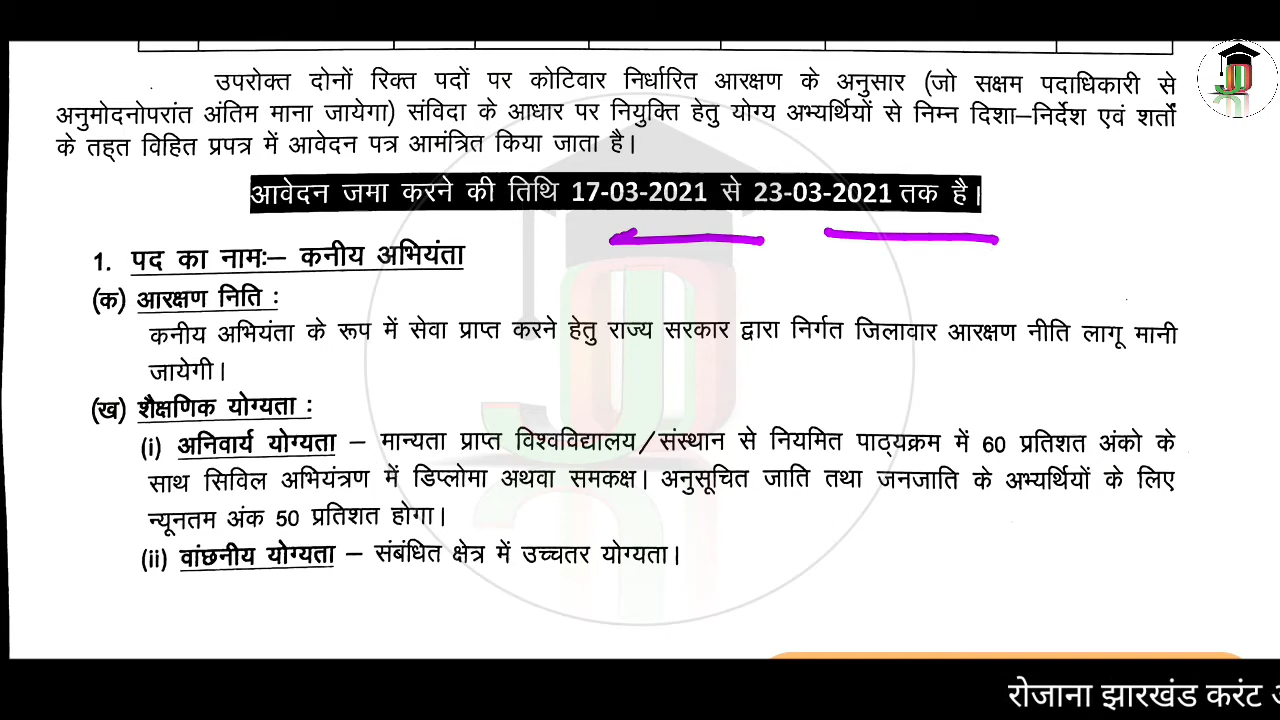 उपरोक्त दोनों रिक्त पदों पर कोटिवार निर्धारित आरक्षण के अनुसार (जो सक्षम पदाधिकारी से
अनुमोदनोपरांत अंतिम माना जायेगा) संविदा के आधार पर नियुक्ति हेतु योग्य अभ्यर्थियों से निम्न दिशा–निर्देश एवं शर्तों
के तह्त विहित प्रपत्र में आवेदन पत्र आमंत्रित किया जाता है।
आवेदन जमा करने की तिथि 17-03-2021 से 23-03-2021 तक है।
1. पद का नामः– कनीय अभियंता
(क) आरक्षण निति :
कनीय अभियंता के रूप में सेवा प्राप्त करने हेतु राज्य सरकार द्वारा निर्गत जिलावार आरक्षण नीति लागू मानी
जायेगी।
(ख) शैक्षणिक योग्यता :
(i) अनिवार्य योग्यता – मान्यता प्राप्त विश्वविद्यालय/संस्थान से नियमित पाठ्यक्रम में 60 प्रतिशत अंको के
साथ सिविल अभियंत्रण में डिप्लोमा अथवा समकक्ष। अनुसूचित जाति तथा जनजाति के अभ्यर्थियों के लिए
न्यूनतम अंक 50 प्रतिशत होगा।
(ii) वांछनीय योग्यता – संबंधित क्षेत्र में उच्चतर योग्यता।
रोजाना झारखंड करंट